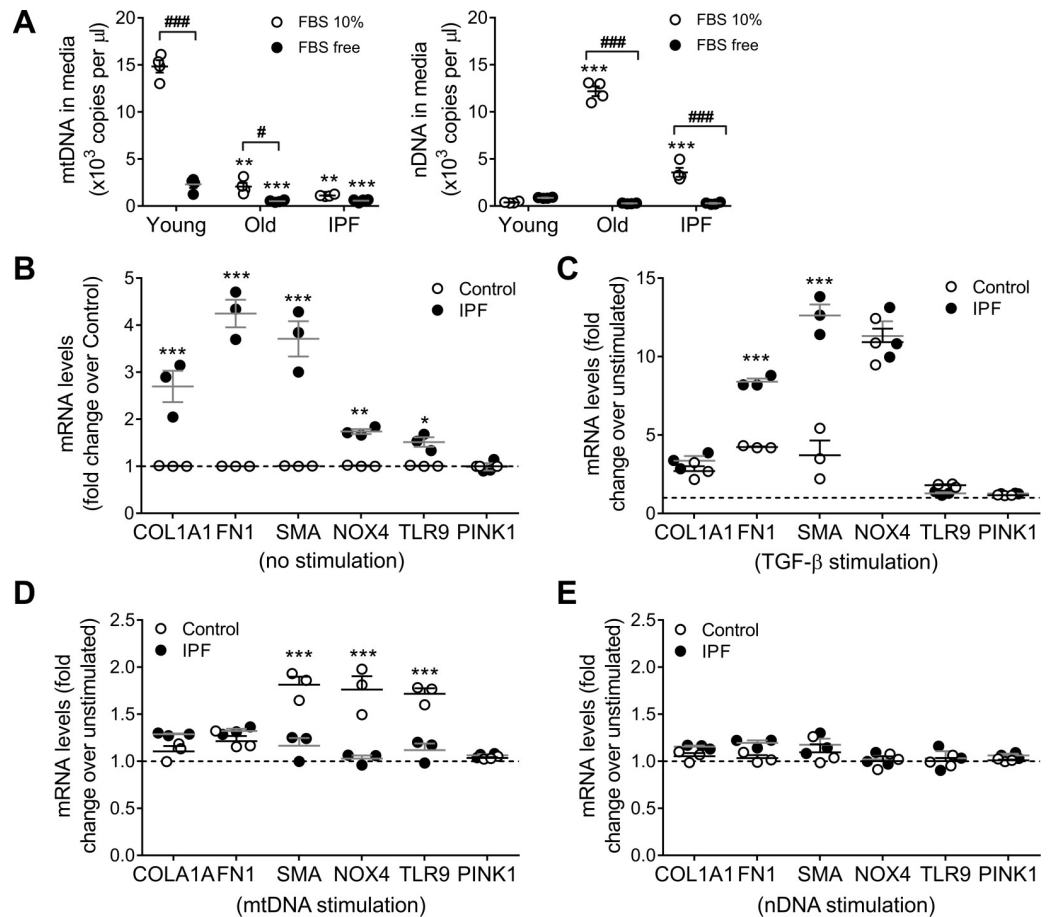 A
mtDNA in media
(x10³ copies per µl)
20
15
10
5
0
###
#
**
***
**
***
FBS 10%
FBS free
Young
Old
IPF
nDNA in media
(x10³ copies per µl)
20
15
10
5
0
###
***
###
***
FBS 10%
FBS free
Young
Old
IPF
B
mRNA levels
(fold change over Control)
5
4
3
2
1
0
***
***
***
**
*
Control
IPF
COL1A1
FN1
SMA
NOX4
TLR9
PINK1
(no stimulation)
C
mRNA levels (fold
change over unstimulated)
15
10
5
0
***
***
Control
IPF
COL1A1
FN1
SMA
NOX4
TLR9
PINK1
(TGF-β stimulation)
D
mRNA levels (fold
change over unstimulated)
2.5
2.0
1.5
1.0
0.5
0.0
Control
IPF
***
***
***
COLA1A
FN1
SMA
NOX4
TLR9
PINK1
(mtDNA stimulation)
E
mRNA levels (fold
change over unstimulated)
2.5
2.0
1.5
1.0
0.5
0.0
Control
IPF
COL1A1
FN1
SMA
NOX4
TLR9
PINK1
(nDNA stimulation)